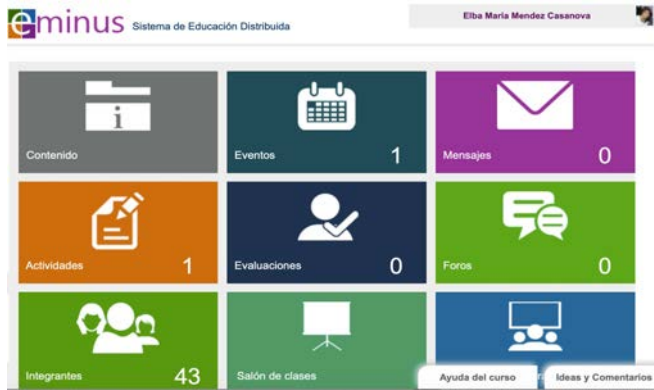 eminus Sistema de Educación Distribuida
Elba María Mendez Casanova
i
Contenido
Eventos 1
Mensajes 0
Actividades 1
Evaluaciones 0
Foros 0
Integrantes 43
Salón de clases
Ayuda del curso
Ideas y Comentarios